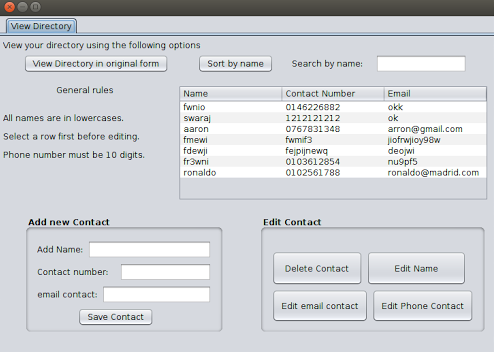 View Directory
View your directory using the following options
View Directory in original form Sort by name Search by name:
General rules
All names are in lowercases.
Select a row first before editing.
Phone number must be 10 digits.
Name Contact Number Email
fwnio 0146226882 okk
swaraj 1212121212 ok
aaron 0767831348 arron@gmail.com
fmewi fwmif3 jiofrwjioy98w
fdewji fejpijnewq deojwi
fr3wni 0103612854 nu9pf5
ronaldo 0102561788 ronaldo@madrid.com
Add new Contact
Add Name:
Contact number:
email contact:
Save Contact
Edit Contact
Delete Contact Edit Name
Edit email contact Edit Phone Contact